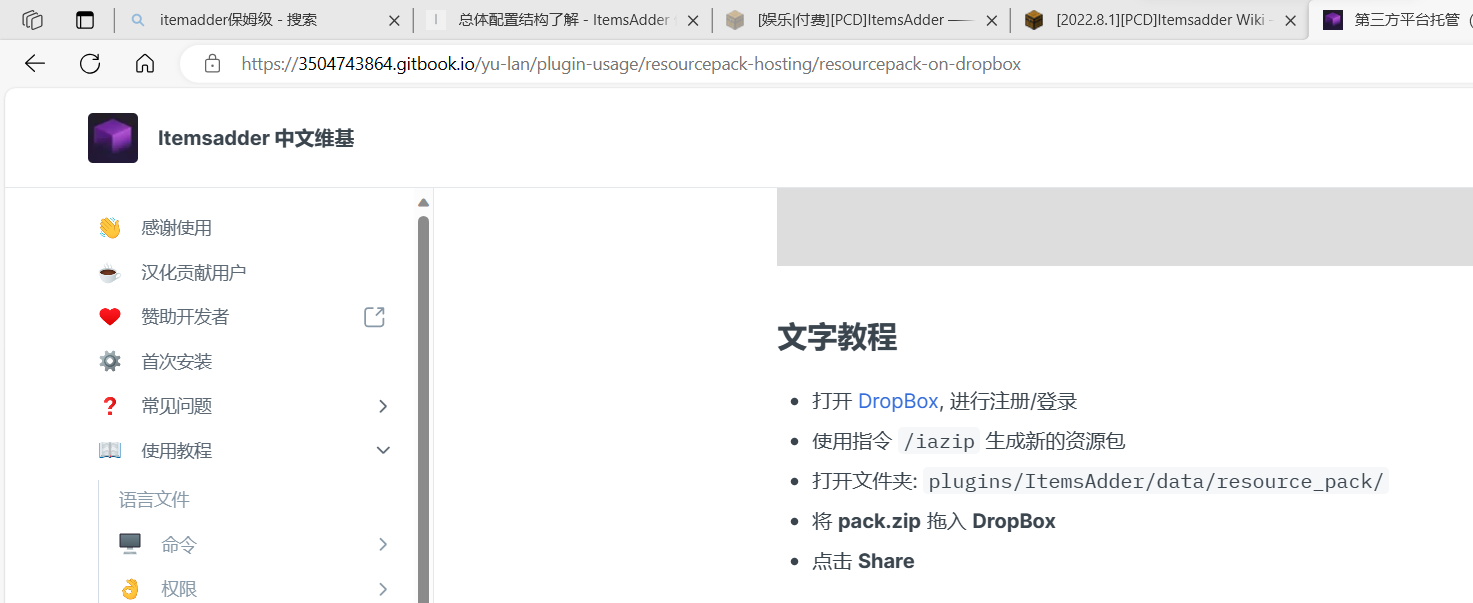 itemadder保姆级 - 搜索
总体配置结构了解 - ItemsAdder
[娱乐|付费][PCD]ItemsAdder ——
[2022.8.1][PCD]Itemsadder Wiki -
第三方平台托管
https://3504743864.gitbook.io/yu-lan/plugin-usage/resourcepack-hosting/resourcepack-on-dropbox
Itemsadder 中文维基
感谢使用
汉化贡献用户
赞助开发者
首次安装
常见问题
使用教程
语言文件
命令
权限
文字教程
打开 DropBox, 进行注册/登录
使用指令 /iazip 生成新的资源包
打开文件夹: plugins/ItemsAdder/data/resource_pack/
将 pack.zip 拖入 DropBox
点击 Share